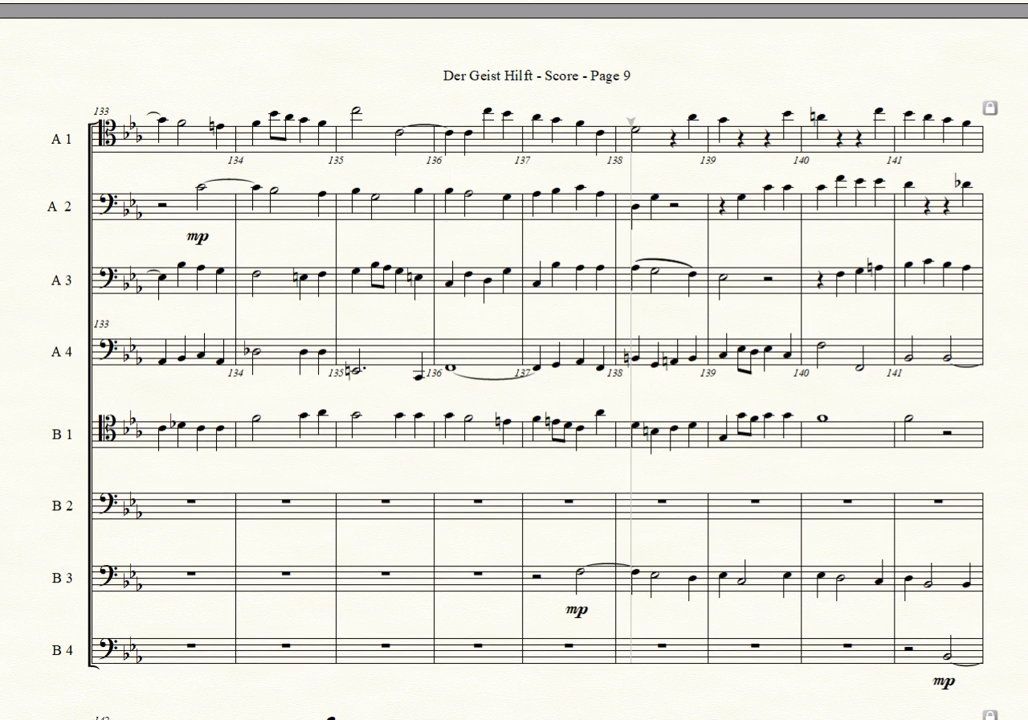 Der Geist Hilft - Score - Page 9
133
A 1
134 135 136 137 138 139 140 141
A 2
mp
A 3
133
A 4
134 135 136 137 138 139 140 141
B 1
B 2
B 3
mp
B 4
mp